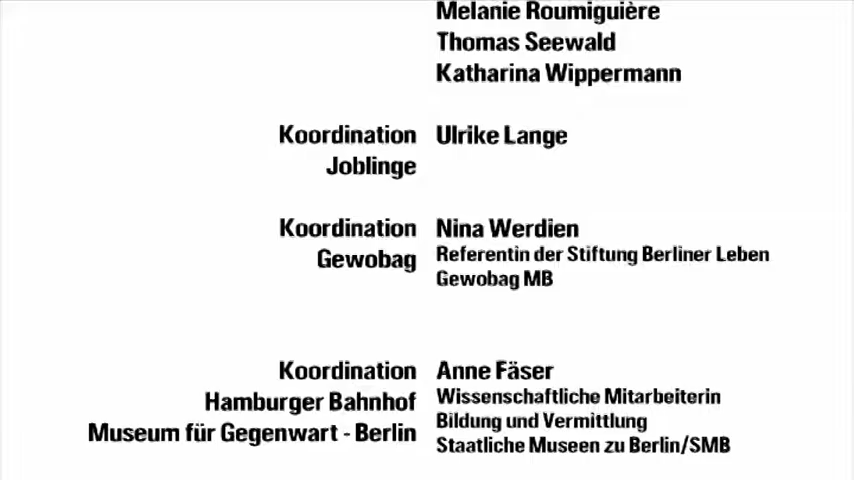 Melanie Roumiguière
Thomas Seewald
Katharina Wippermann
Koordination Ulrike Lange
Joblinge
Koordination Nina Werdien
Gewobag Referentin der Stiftung Berliner Leben
Gewobag MB
Koordination Anne Fäser
Hamburger Bahnhof Wissenschaftliche Mitarbeiterin
Bildung und Vermittlung
Museum für Gegenwart - Berlin Staatliche Museen zu Berlin/SMB